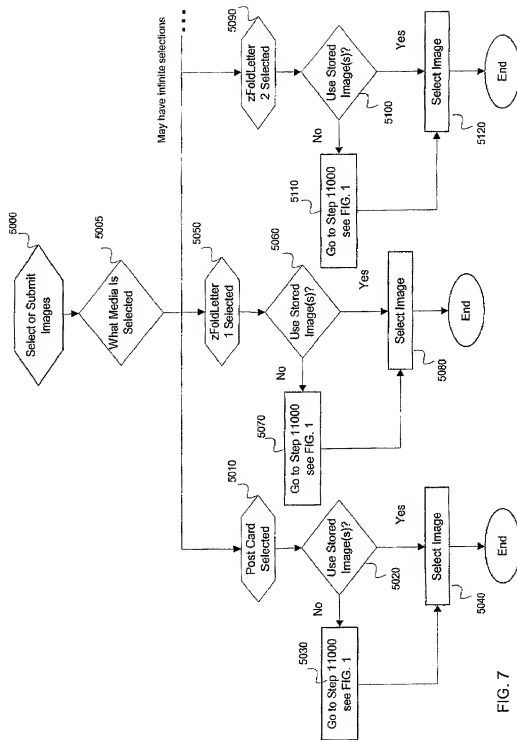 5000
Select or Submit
Images
5005
What Media Is
Selected
May have infinite selections
5010
Post Card
Selected
5020
Use Stored
Image(s)?
No
Yes
5030
Go to Step 11000
see FIG. 1
5040
Select Image
End
5050
zFoldLetter
1 Selected
5060
Use Stored
Image(s)?
No
Yes
5070
Go to Step 11000
see FIG. 1
5080
Select Image
End
5090
zFoldLetter
2 Selected
5100
Use Stored
Image(s)?
No
Yes
5110
Go to Step 11000
see FIG. 1
5120
Select Image
End
FIG. 7